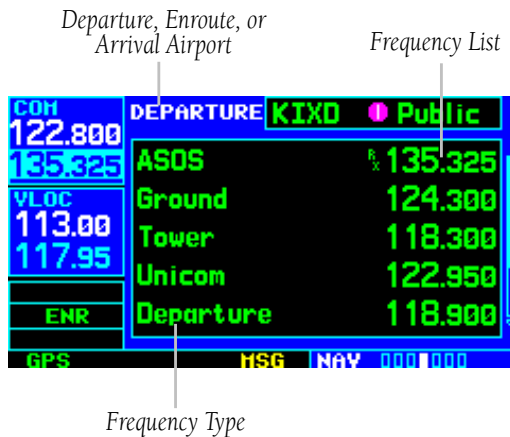 Departure, Enroute, or
Arrival Airport
Frequency List
COM
122.800
135.325
DEPARTURE KIXD Public
ASOS Rx 135.325
Ground 124.300
Tower 118.300
Unicom 122.950
Departure 118.900
VLOC
113.00
117.95
ENR
GPS MSG NAV
Frequency Type